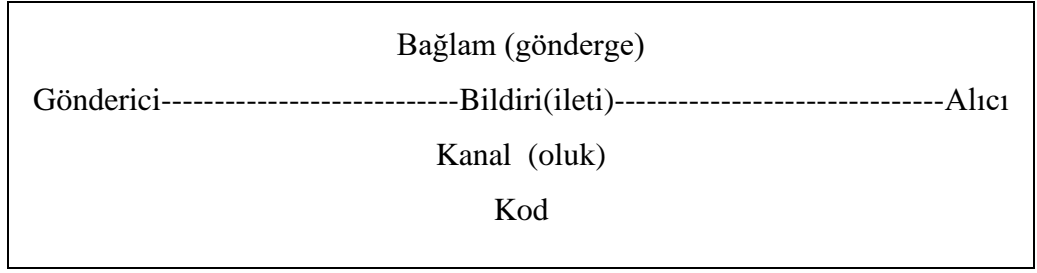 Bağlam (gönderge)
Gönderici----------------------------Bildiri(ileti)-------------------------------Alıcı
Kanal  (oluk)
Kod